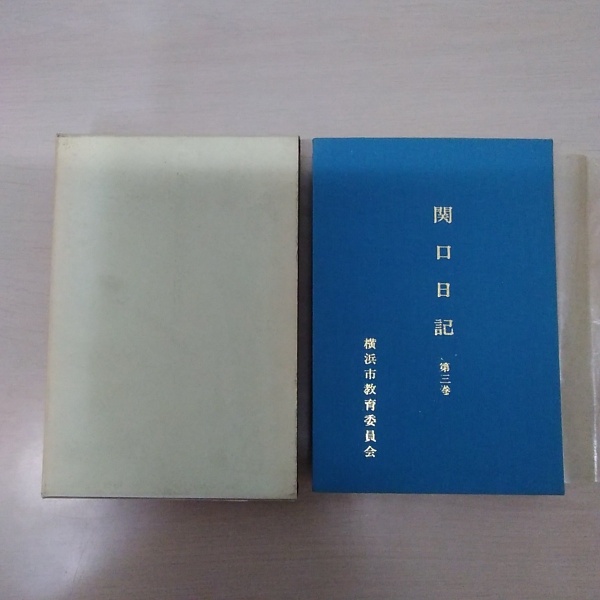 関口日記
第三巻
横浜市教育委員会